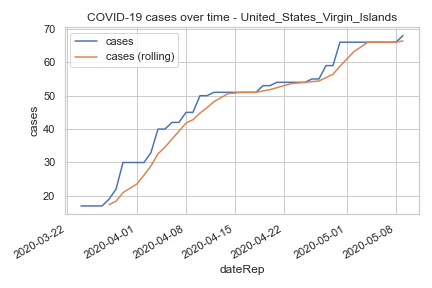 COVID-19 cases over time - United_States_Virgin_Islands
cases
cases (rolling)
70
60
50
40
30
20
cases
2020-03-22
2020-04-01
2020-04-08
2020-04-15
2020-04-22
2020-05-01
2020-05-08
dateRep